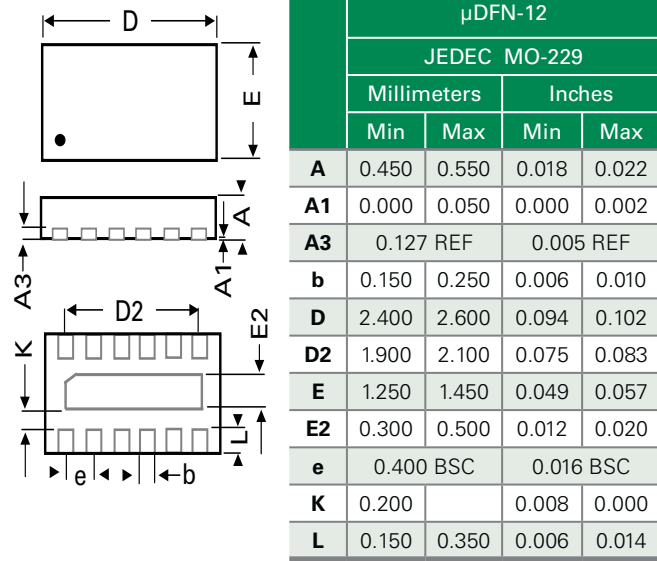 D
E
A
A3
A1
D2
E2
K
L
e
b
µDFN-12
JEDEC MO-229
Millimeters Inches
Min Max Min Max
A 0.450 0.550 0.018 0.022
A1 0.000 0.050 0.000 0.002
A3 0.127 REF 0.005 REF
b 0.150 0.250 0.006 0.010
D 2.400 2.600 0.094 0.102
D2 1.900 2.100 0.075 0.083
E 1.250 1.450 0.049 0.057
E2 0.300 0.500 0.012 0.020
e 0.400 BSC 0.016 BSC
K 0.200 0.008 0.000
L 0.150 0.350 0.006 0.014